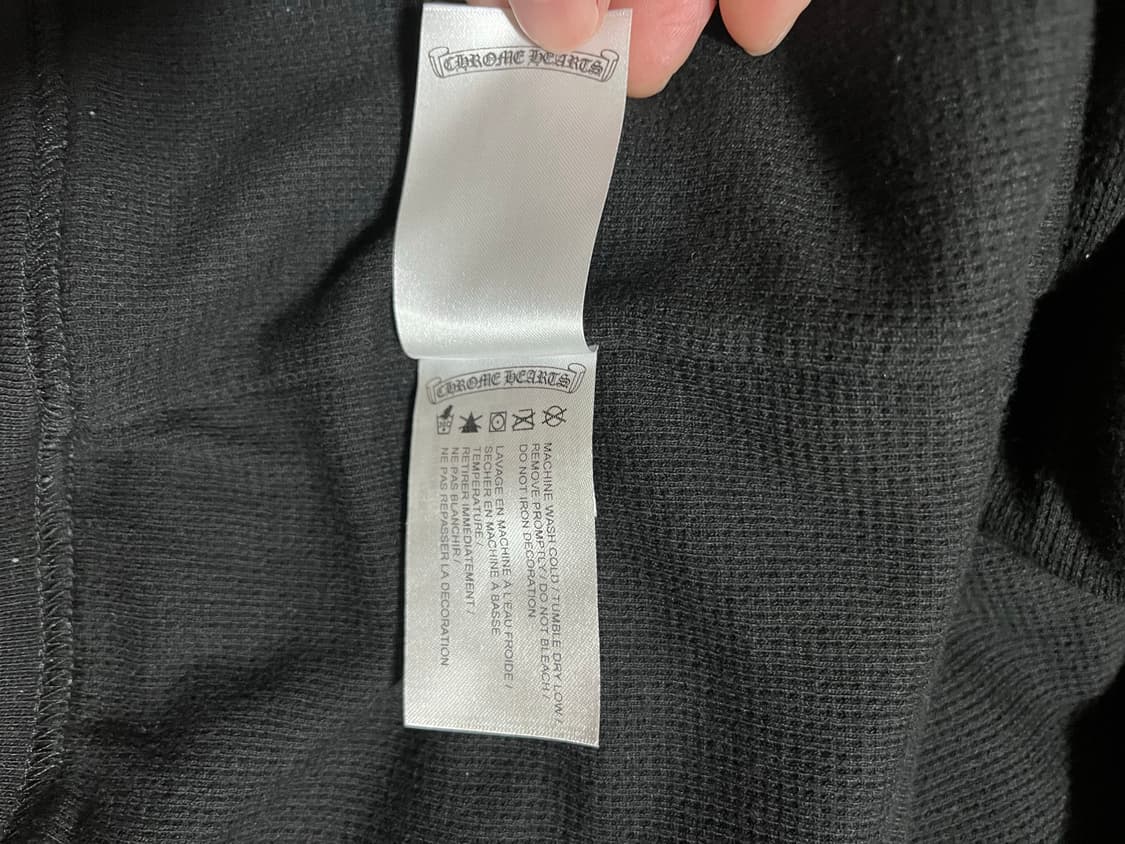 CHROME HEARTS
CHROME HEARTS
MACHINE WASH COLD / TUMBLE DRY LOW /
REMOVE PROMPTLY / DO NOT BLEACH /
DO NOT IRON DECORATION
LAVAGE EN MACHINE À L'EAU FROIDE /
SECHER EN MACHINE À BASSE
TEMPERATURE /
RETIRER IMMEDIATEMENT /
NE PAS BLANCHIR /
NE PAS REPASSER LA DECORATION